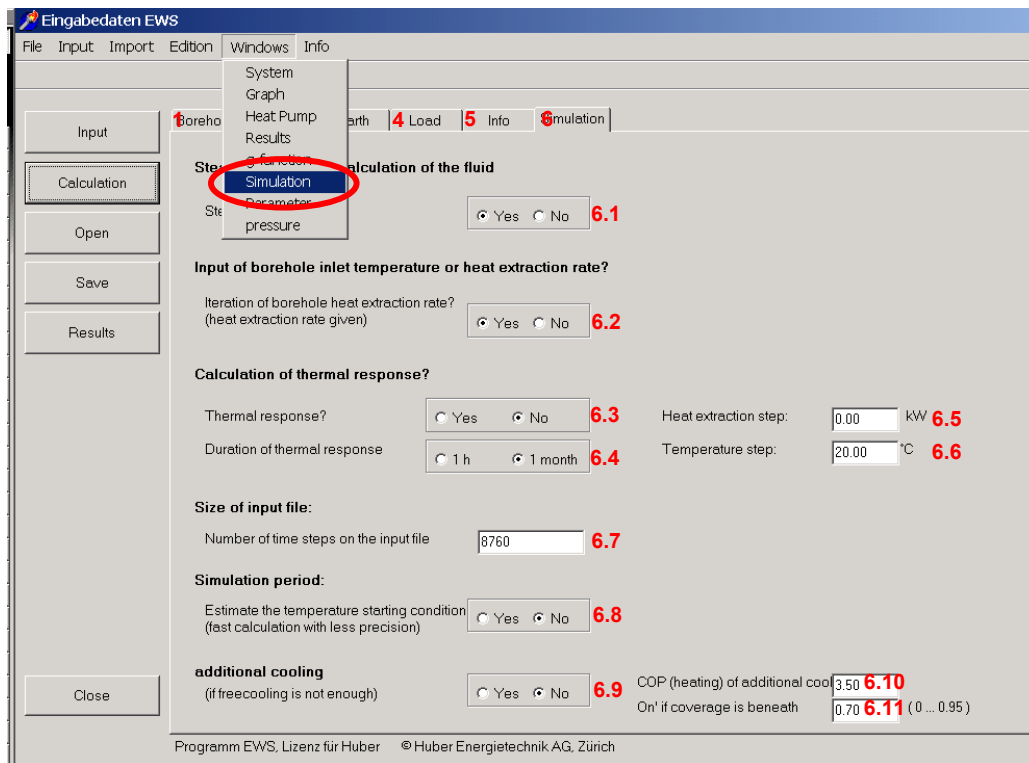 Eingabedaten EWS
File Input Import Edition Windows Info
System
Graph
Heat Pump
Results
g-function
Simulation
Parameter
pressure
Input
Calculation
Open
Save
Results
Close
1 Boreho arth 4 Load 5 Info 6 Simulation
Ste alculation of the fluid
Ste Yes No 6.1
Input of borehole inlet temperature or heat extraction rate?
Iteration of borehole heat extraction rate?
(heat extraction rate given) Yes No 6.2
Calculation of thermal response?
Thermal response? Yes No 6.3 Heat extraction step: 0.00 kW 6.5
Duration of thermal response 1 h 1 month 6.4 Temperature step: 20.00 °C 6.6
Size of input file:
Number of time steps on the input file 8760 6.7
Simulation period:
Estimate the temperature starting condition
(fast calculation with less precision) Yes No 6.8
additional cooling
(if freecooling is not enough) Yes No 6.9 COP (heating) of additional cool 3.50 6.10
On' if coverage is beneath 0.70 6.11 ( 0 ... 0.95 )
Programm EWS, Lizenz für Huber © Huber Energietechnik AG, Zürich